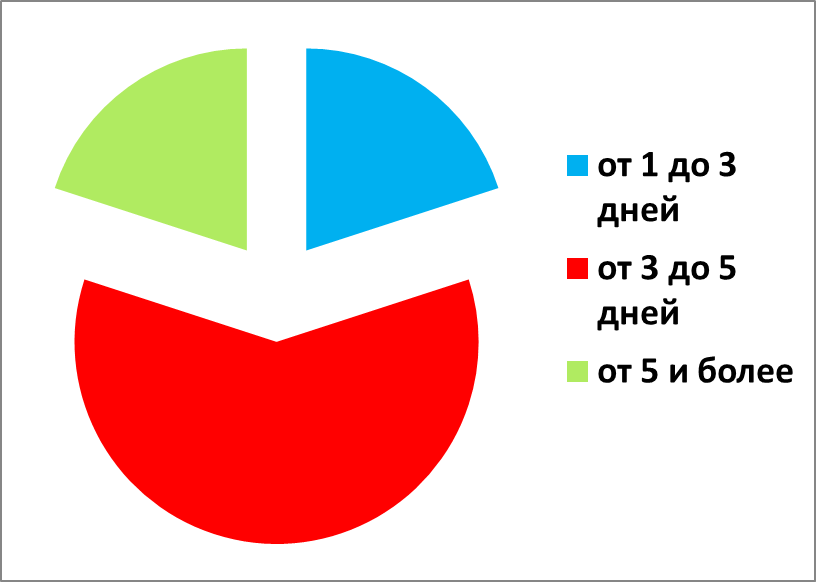 от 1 до 3
дней
от 3 до 5
дней
от 5 и более